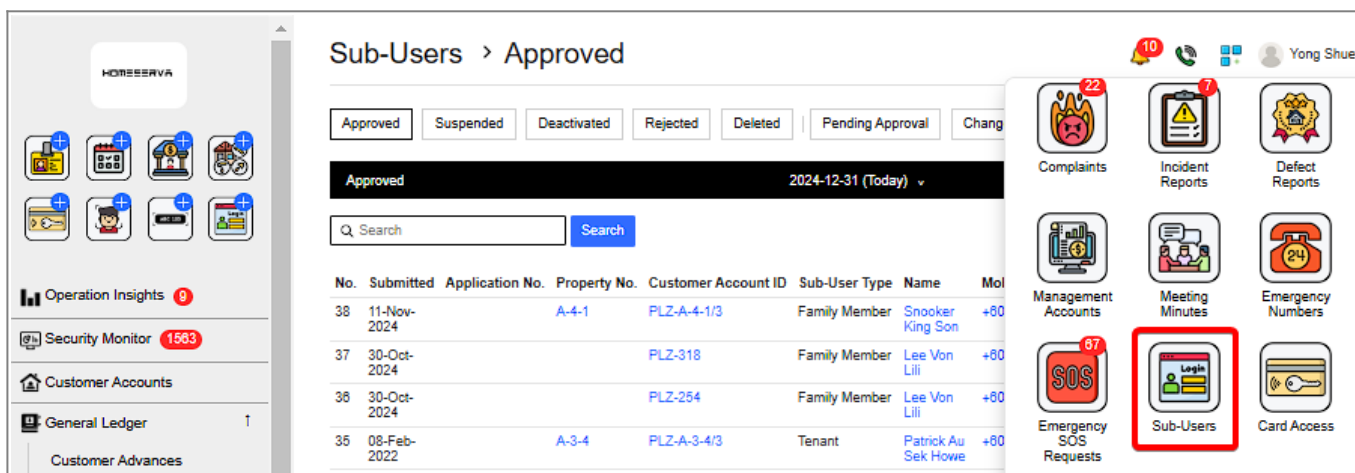 HOMESERVA
Operation Insights 9
Security Monitor 1563
Customer Accounts
General Ledger ↑
Customer Advances
Sub-Users > Approved
10
Yong Shue
Approved Suspended Deactivated Rejected Deleted | Pending Approval Chang
Approved 2024-12-31 (Today) ∨
Search Search
No. Submitted Application No. Property No. Customer Account ID Sub-User Type Name Mol
38 11-Nov- A-4-1 PLZ-A-4-1/3 Family Member Snooker +60
2024 King Son
37 30-Oct- PLZ-318 Family Member Lee Von +60
2024 Lili
36 30-Oct- PLZ-254 Family Member Lee Von +60
2024 Lili
35 08-Feb- A-3-4 PLZ-A-3-4/3 Tenant Patrick Au +60
2022 Sek Howe
22 7
Complaints Incident Defect
Reports Reports
24
Management Meeting Emergency
Accounts Minutes Numbers
67
SOS Login
Emergency Sub-Users Card Access
SOS
Requests